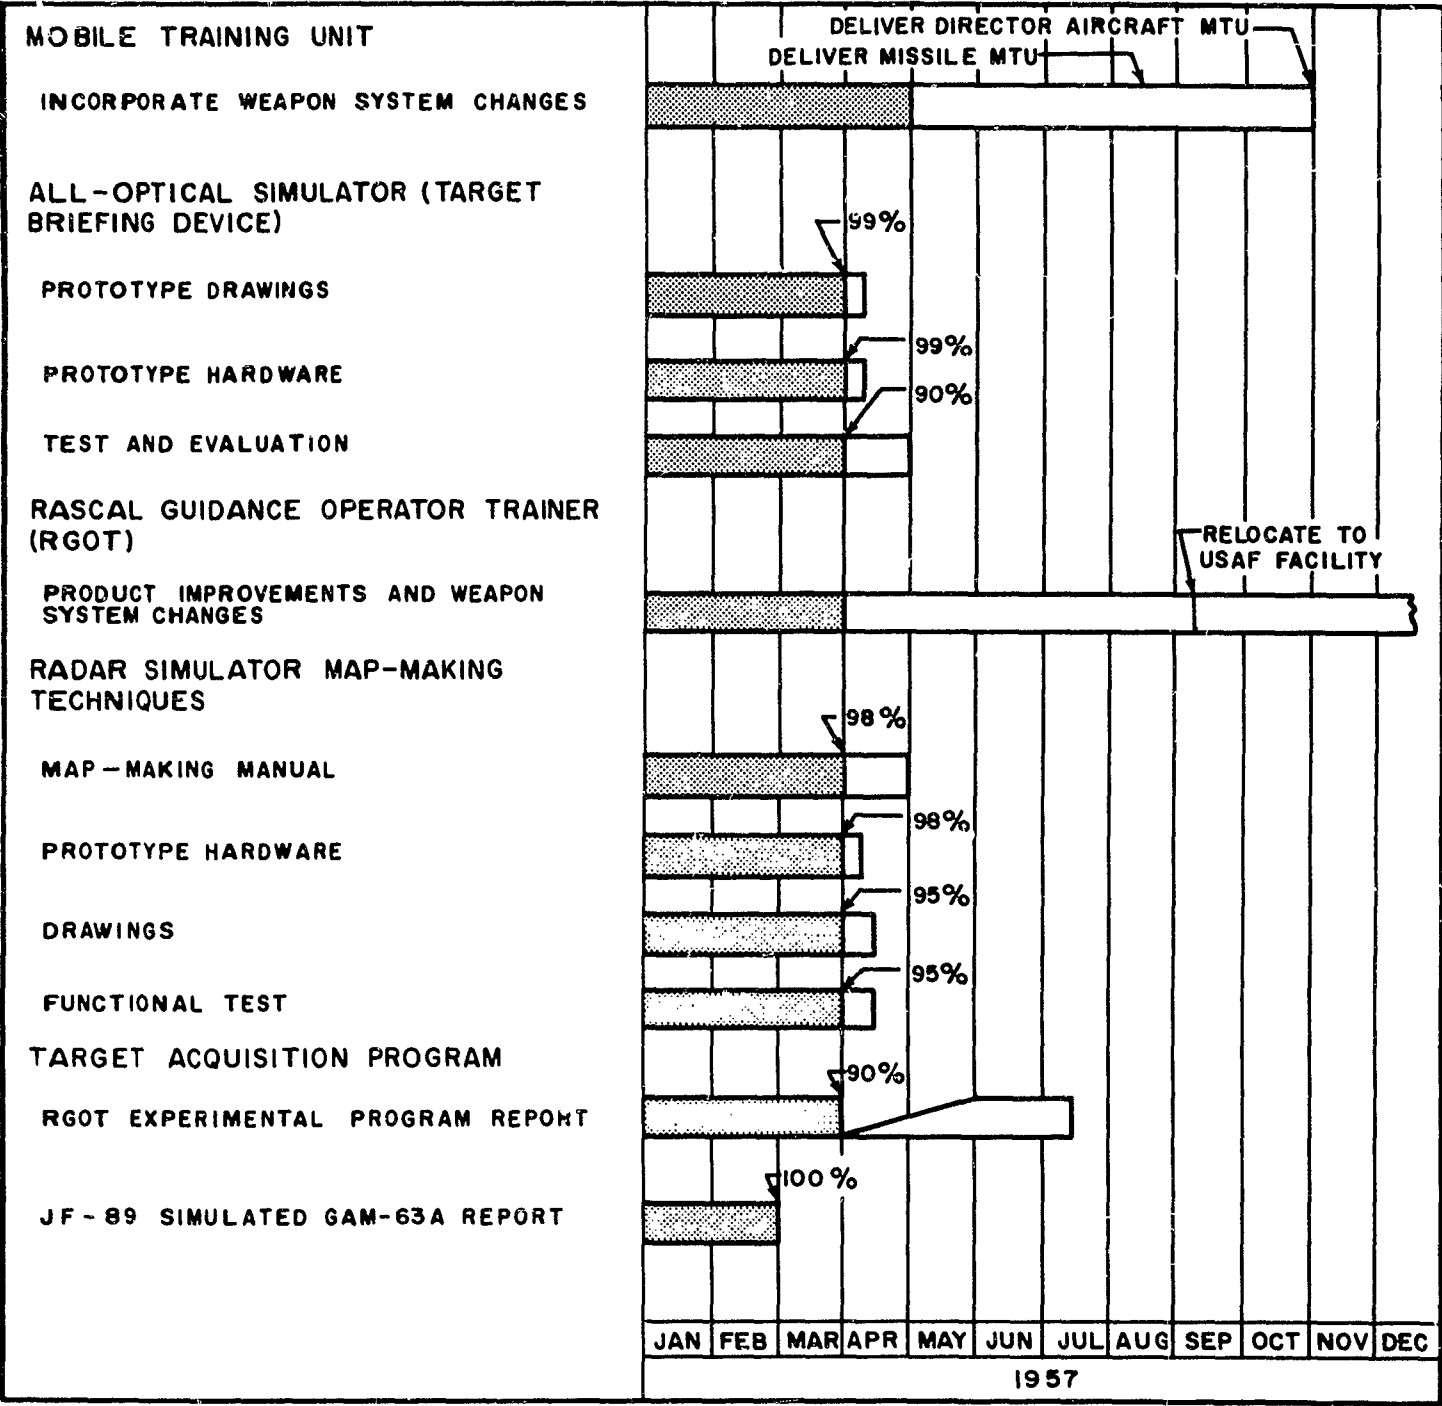 MOBILE TRAINING UNIT
DELIVER DIRECTOR AIRCRAFT MTU
DELIVER MISSILE MTU
INCORPORATE WEAPON SYSTEM CHANGES
ALL-OPTICAL SIMULATOR (TARGET
BRIEFING DEVICE)
99%
PROTOTYPE DRAWINGS
99%
PROTOTYPE HARDWARE
90%
TEST AND EVALUATION
RASCAL GUIDANCE OPERATOR TRAINER
(RGOT)
RELOCATE TO
USAF FACILITY
PRODUCT IMPROVEMENTS AND WEAPON
SYSTEM CHANGES
RADAR SIMULATOR MAP-MAKING
TECHNIQUES
98%
MAP-MAKING MANUAL
98%
PROTOTYPE HARDWARE
95%
DRAWINGS
95%
FUNCTIONAL TEST
TARGET ACQUISITION PROGRAM
90%
RGOT EXPERIMENTAL PROGRAM REPORT
100%
JF-89 SIMULATED GAM-63A REPORT
JAN FEB MAR APR MAY JUN JUL AUG SEP OCT NOV DEC
1957